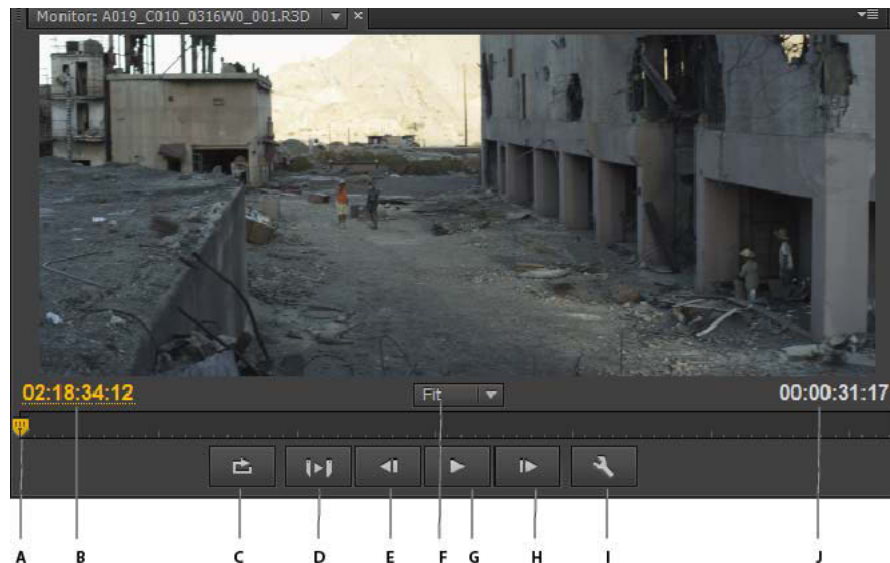 Monitor: A019_C010_0316W0_001.R3D
02:18:34:12 Fit 00:00:31:17
A B C D E F G H I J